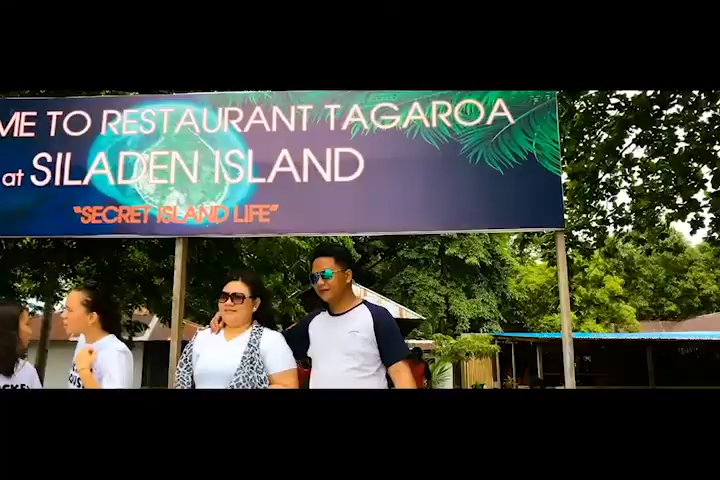 ME TO RESTAURANT TAGAROA
at SILADEN ISLAND
"SECRET ISLAND LIFE"